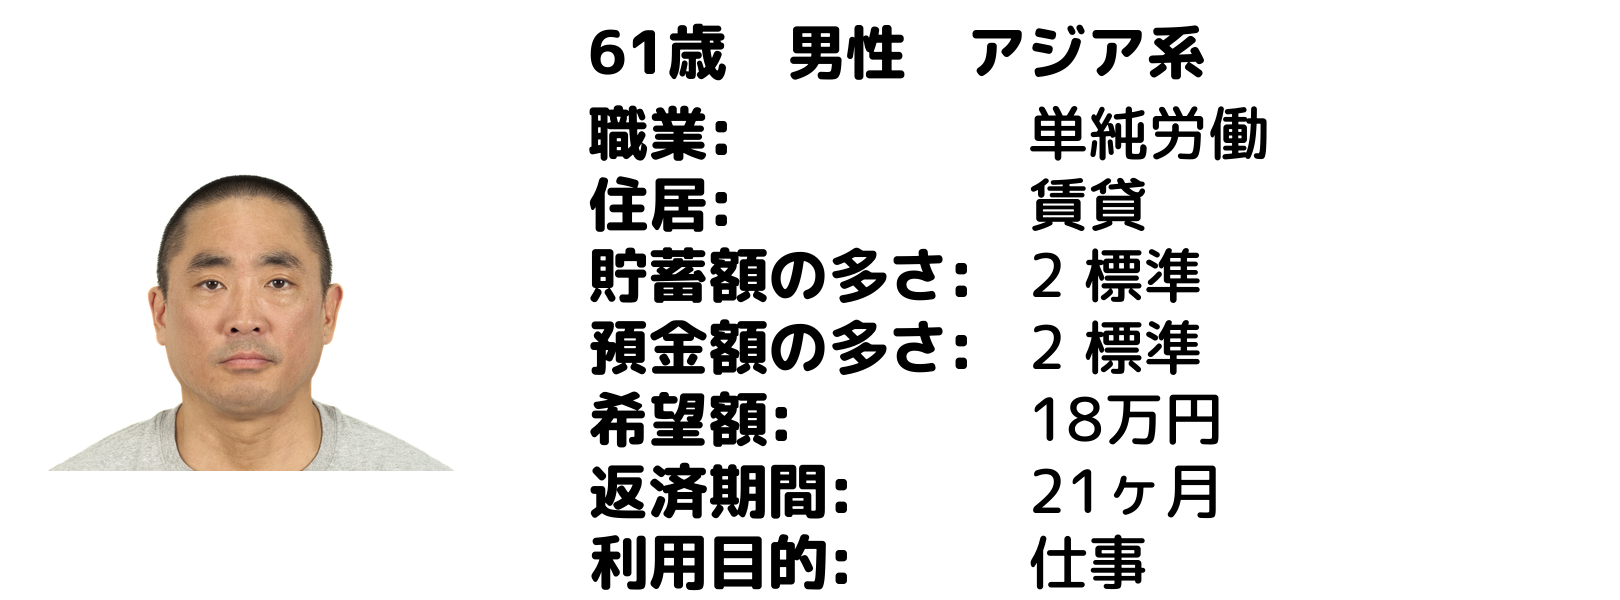 61歳　男性　アジア系
職業: 単純労働
住居: 賃貸
貯蓄額の多さ: 2 標準
預金額の多さ: 2 標準
希望額: 18万円
返済期間: 21ヶ月
利用目的: 仕事